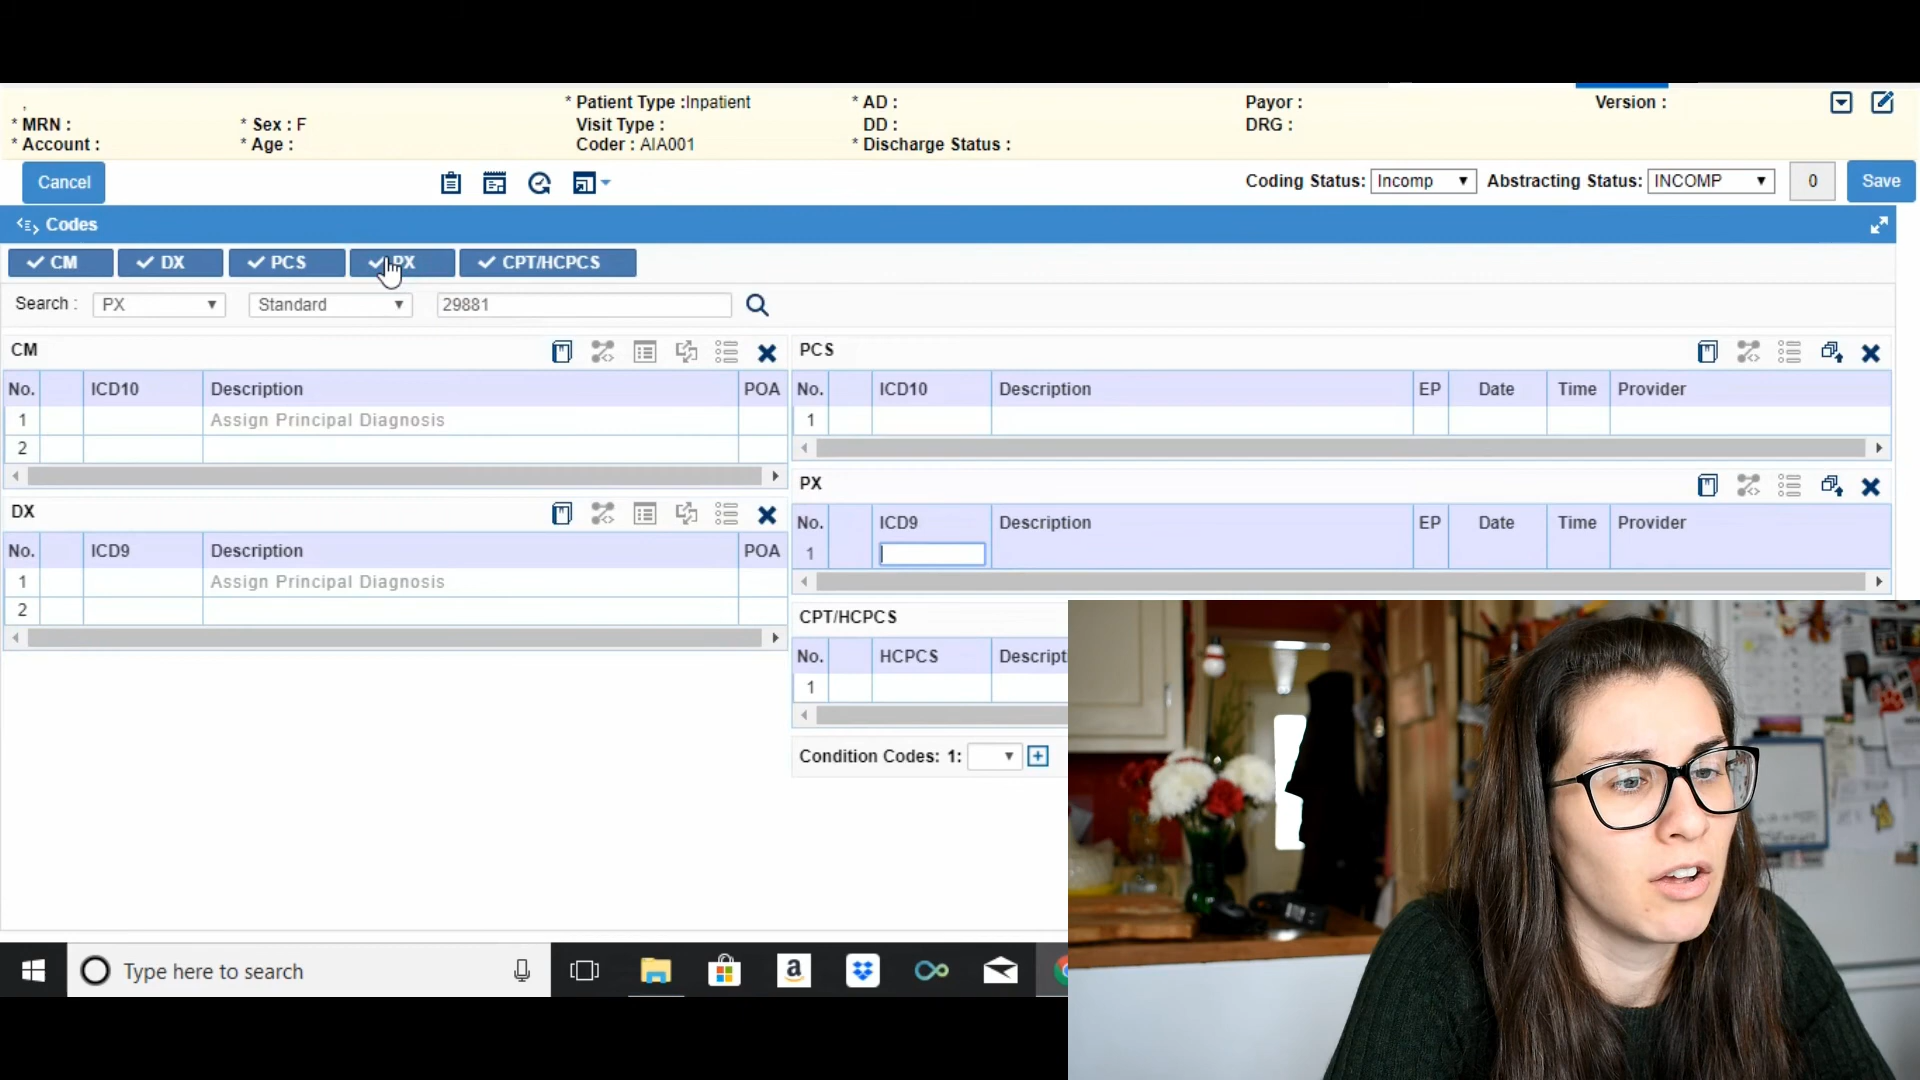 * Patient Type :Inpatient * AD : Payor : Version :
* MRN : * Sex : F Visit Type : DD : DRG :
* Account : * Age : Coder : AIA001 * Discharge Status :
Cancel Coding Status: Incomp Abstracting Status: INCOMP 0 Save
Codes
CM DX PCS PX CPT/HCPCS
Search : PX Standard 29881
CM
No. ICD10 Description POA
1 Assign Principal Diagnosis
2
DX
No. ICD9 Description POA
1 Assign Principal Diagnosis
2
PCS
No. ICD10 Description EP Date Time Provider
1
PX
No. ICD9 Description EP Date Time Provider
1
CPT/HCPCS
No. HCPCS Descript
1
Condition Codes: 1:
Type here to search